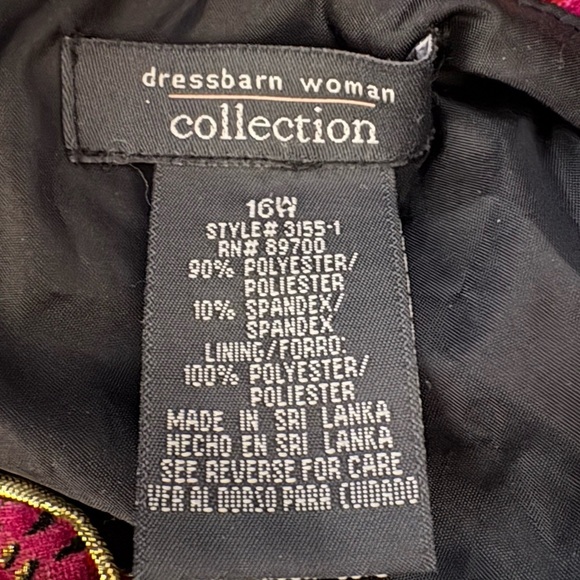 dressbarn woman
collection
16W
STYLE# 3155-1
RN# 89700
90% POLYESTER/
POLIESTER
10% SPANDEX/
SPANDEX
LINING/FORRO:
100% POLYESTER/
POLIESTER
MADE IN SRI LANKA
HECHO EN SRI LANKA
SEE REVERSE FOR CARE
VER AL DORSO PARA CUIDADO